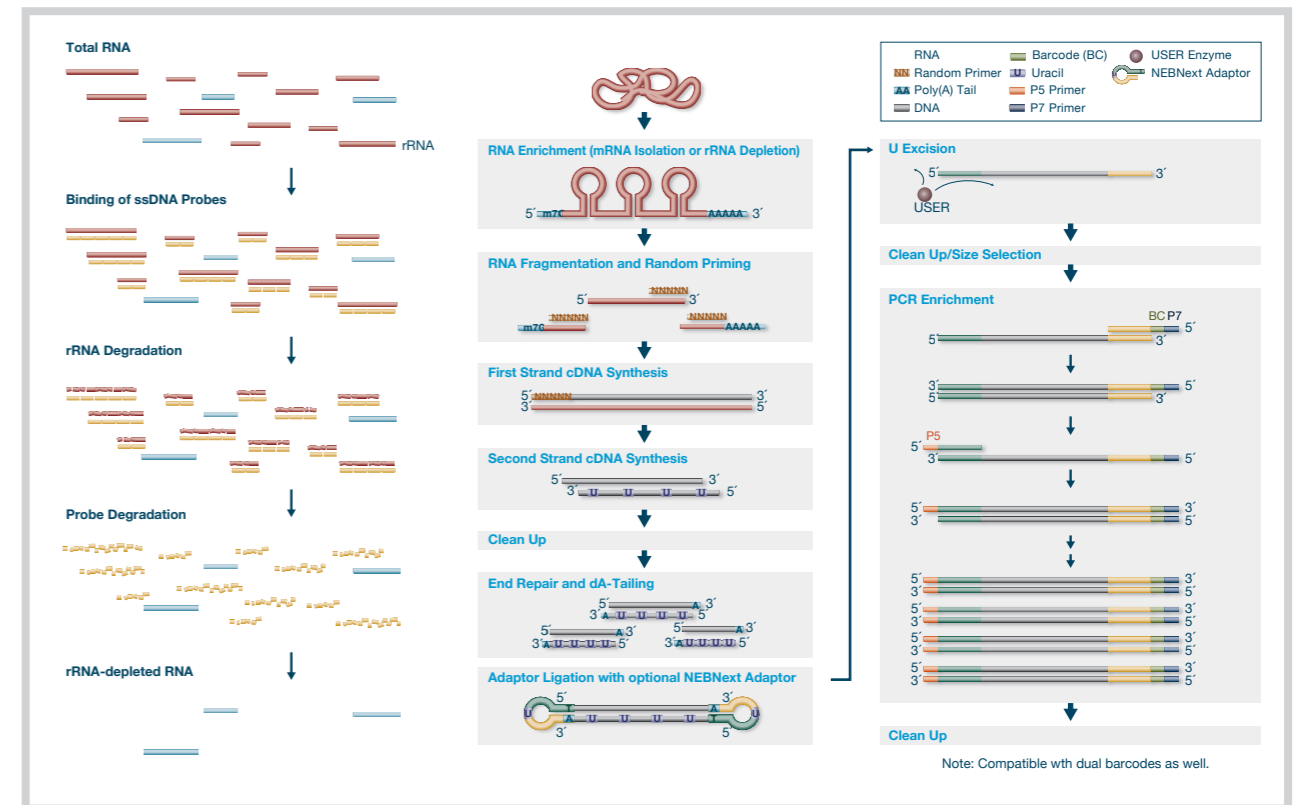 Total RNA
rRNA
Binding of ssDNA Probes
rRNA Degradation
Probe Degradation
rRNA-depleted RNA
RNA Enrichment (mRNA Isolation or rRNA Depletion)
5´ m7G AAAAA 3´
RNA Fragmentation and Random Priming
NNNNN
5´ 3´
NNNNN NNNNN
m7G AAAAA
First Strand cDNA Synthesis
5´ NNNNN 3´
3´ 5´
Second Strand cDNA Synthesis
5´ 3´
3´ U U U U 5´
Clean Up
End Repair and dA-Tailing
5´ A 3´
3´ A U U U U 5´
5´ A 3´ 5´ A 3´
3´ A U U U U 5´ 3´ A U U U U 5´
Adaptor Ligation with optional NEBNext Adaptor
5´ 3´
U T A U
A U U U U T
3´ 5´
RNA Barcode (BC) USER Enzyme
NN Random Primer U Uracil NEBNext Adaptor
AA Poly(A) Tail P5 Primer
DNA P7 Primer
U Excision
5´ 3´
USER
Clean Up/Size Selection
PCR Enrichment
BC P7
5´
5´ 3´
3´ 5´
5´ 3´
P5
5´
3´ 5´
5´ 3´
3´ 5´
5´ 3´
3´ 5´
5´ 3´
3´ 5´
5´ 3´
3´ 5´
5´ 3´
3´ 5´
Clean Up
Note: Compatible wth dual barcodes as well.